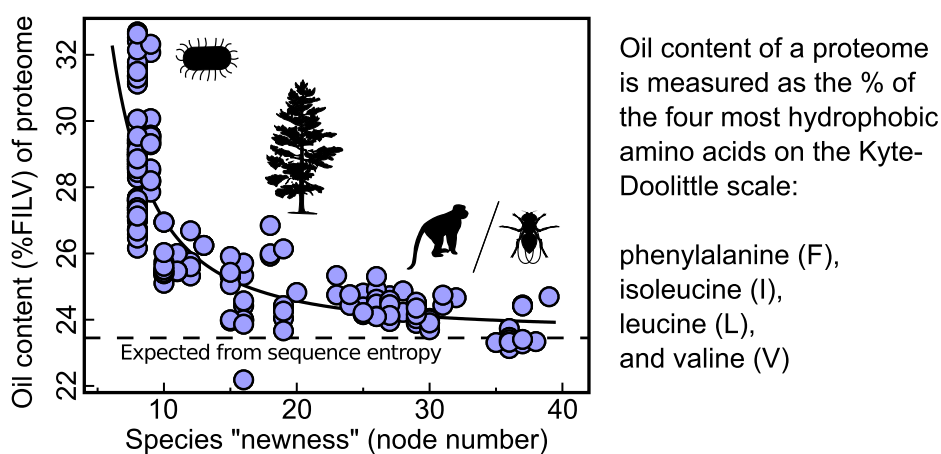 Oil content (%FILV) of proteome
32
30
28
26
24
22
Expected from sequence entropy
10
20
30
40
Species "newness" (node number)
Oil content of a proteome
is measured as the % of
the four most hydrophobic
amino acids on the Kyte-
Doolittle scale:
phenylalanine (F),
isoleucine (I),
leucine (L),
and valine (V)